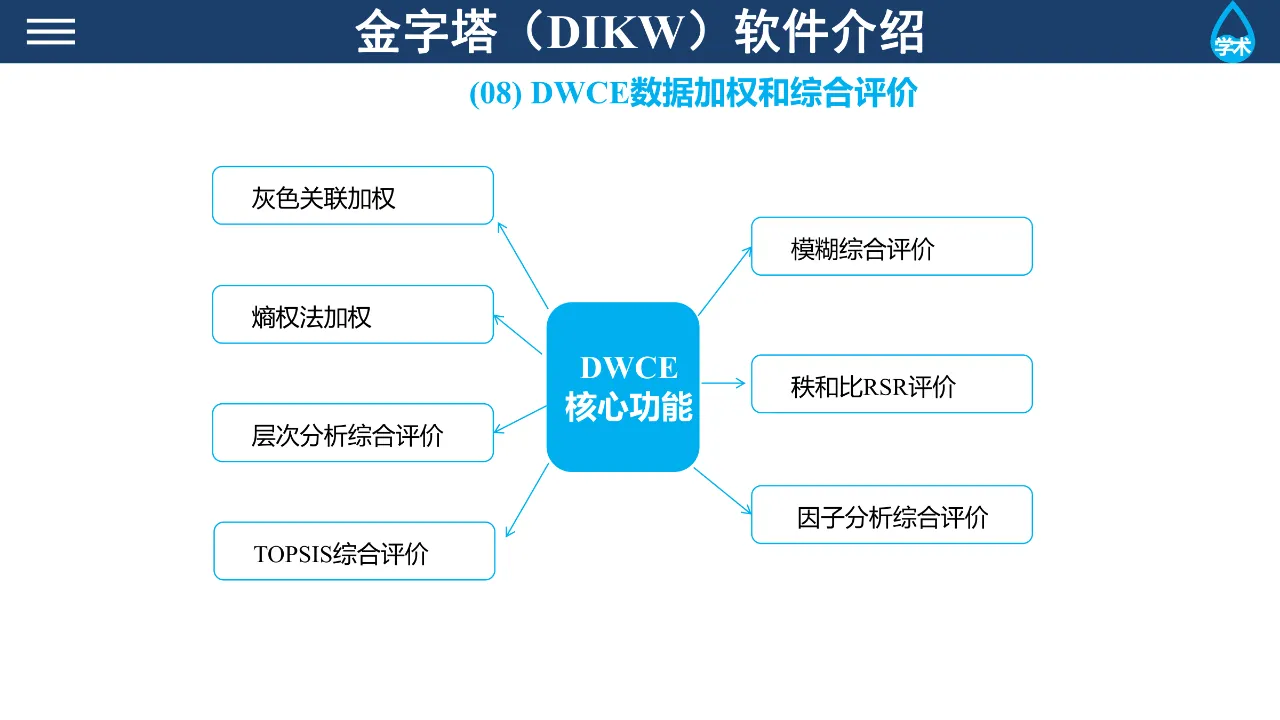 金字塔（DIKW）软件介绍
学术
(08) DWCE数据加权和综合评价
灰色关联加权
熵权法加权
层次分析综合评价
TOPSIS综合评价
DWCE
核心功能
模糊综合评价
秩和比RSR评价
因子分析综合评价